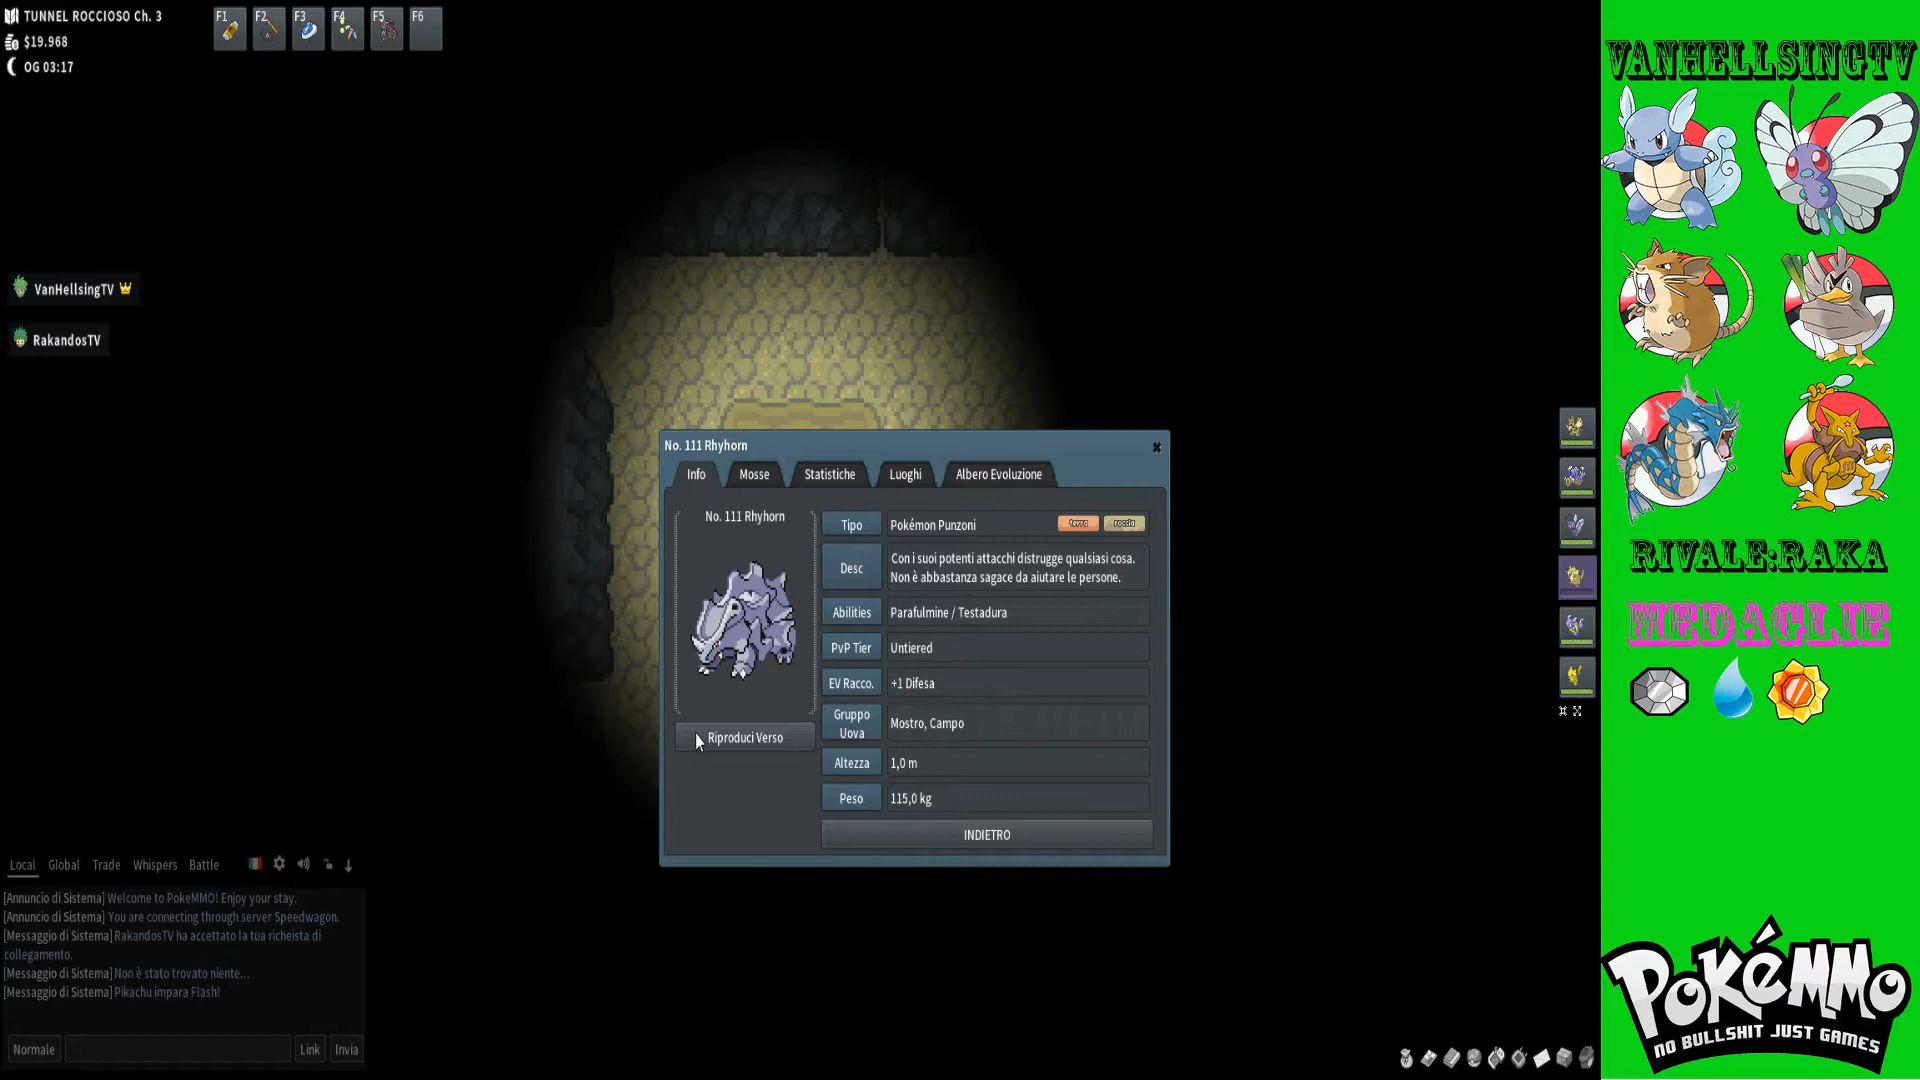 TUNNEL ROCCIOSO Ch. 3
$19.968
OG 03:17
F1 F2 F3 F4 F5 F6
VanHellsingTV
RakandosTV
No. 111 Rhyhorn
Info Mosse Statistiche Luoghi Albero Evoluzione
No. 111 Rhyhorn
Riproduci Verso
Tipo Pokémon Punzoni terra roccia
Desc Con i suoi potenti attacchi distrugge qualsiasi cosa.
Non è abbastanza sagace da aiutare le persone.
Abilities Parafulmine / Testadura
PvP Tier Untiered
EV Racco. +1 Difesa
Gruppo
Uova Mostro, Campo
Altezza 1,0 m
Peso 115,0 kg
INDIETRO
Local Global Trade Whispers Battle
[Annuncio di Sistema] Welcome to PokeMMO! Enjoy your stay.
[Annuncio di Sistema] You are connecting through server Speedwagon.
[Messaggio di Sistema] RakandosTV ha accettato la tua richeista di
collegamento.
[Messaggio di Sistema] Non è stato trovato niente...
[Messaggio di Sistema] Pikachu impara Flash!
Normale Link Invia
VANHELLSINGTV
RIVALE:RAKA
MEDAGLIE
POKéMMO
NO BULLSHIT JUST GAMES